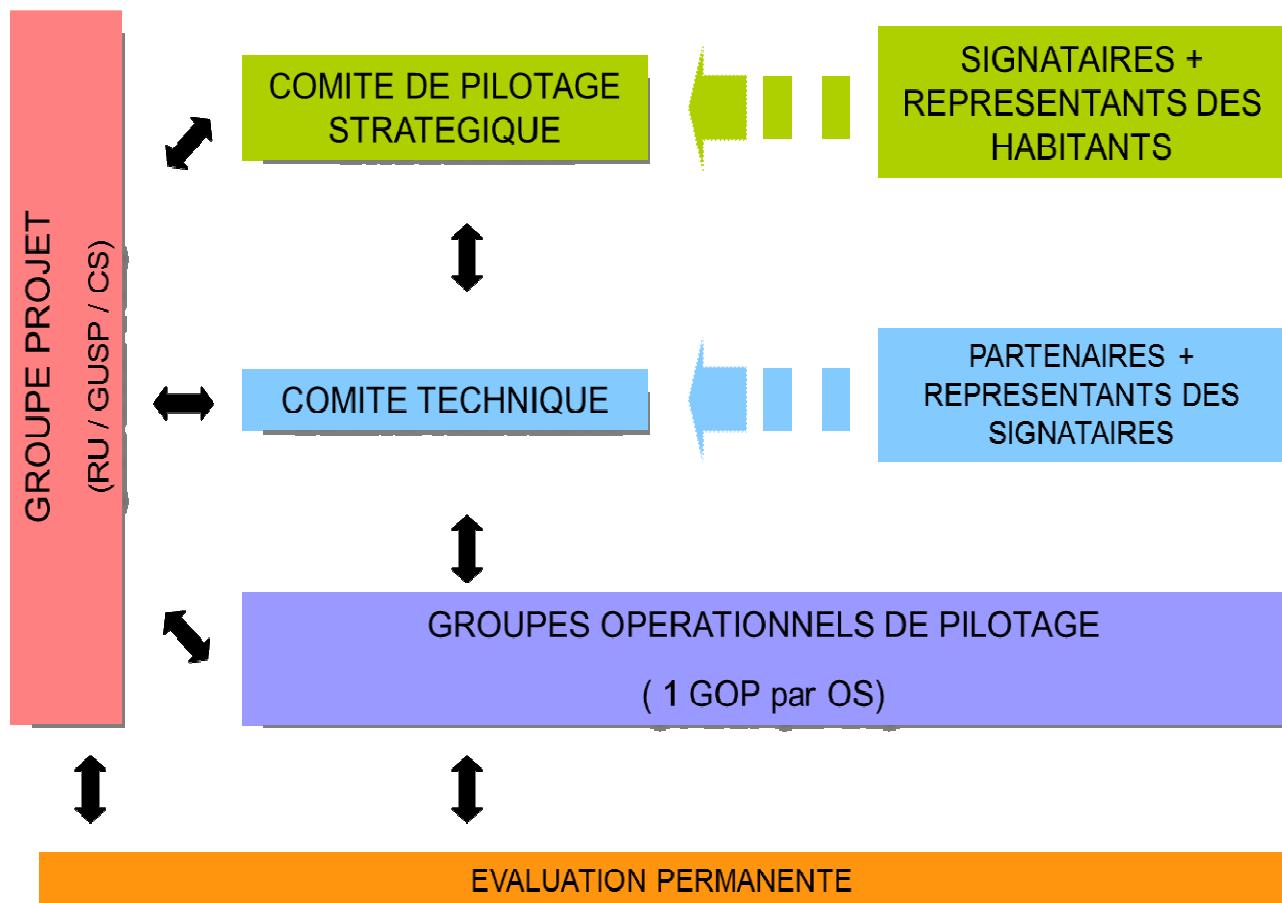 GROUPE PROJET
(RU / GUSP / CS)
COMITE DE PILOTAGE
STRATEGIQUE
SIGNATAIRES +
REPRESENTANTS DES
HABITANTS
COMITE TECHNIQUE
PARTENAIRES +
REPRESENTANTS DES
SIGNATAIRES
GROUPES OPERATIONNELS DE PILOTAGE
( 1 GOP par OS)
EVALUATION PERMANENTE